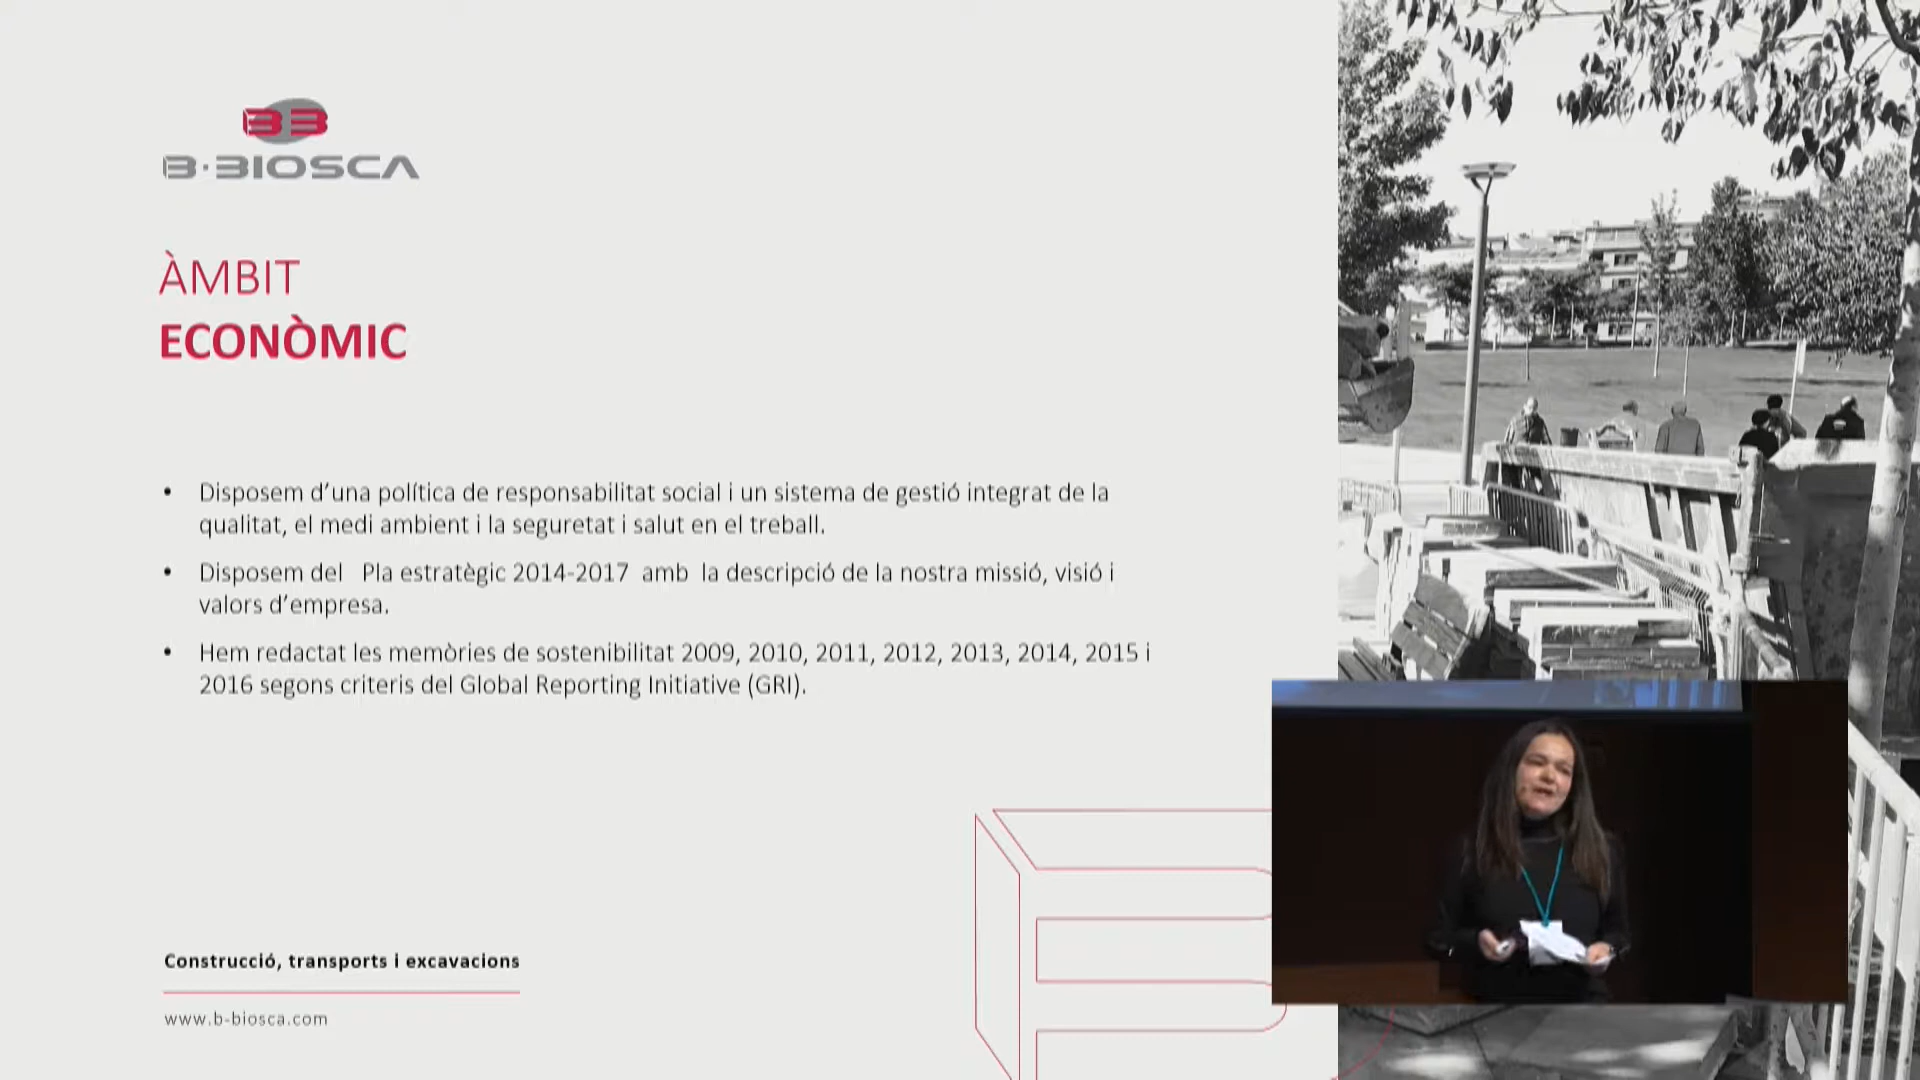 B·BIOSCA
ÀMBIT
ECONÒMIC
• Disposem d’una política de responsabilitat social i un sistema de gestió integrat de la
qualitat, el medi ambient i la seguretat i salut en el treball.
• Disposem del Pla estratègic 2014-2017 amb la descripció de la nostra missió, visió i
valors d’empresa.
• Hem redactat les memòries de sostenibilitat 2009, 2010, 2011, 2012, 2013, 2014, 2015 i
2016 segons criteris del Global Reporting Initiative (GRI).
Construcció, transports i excavacions
www.b-biosca.com